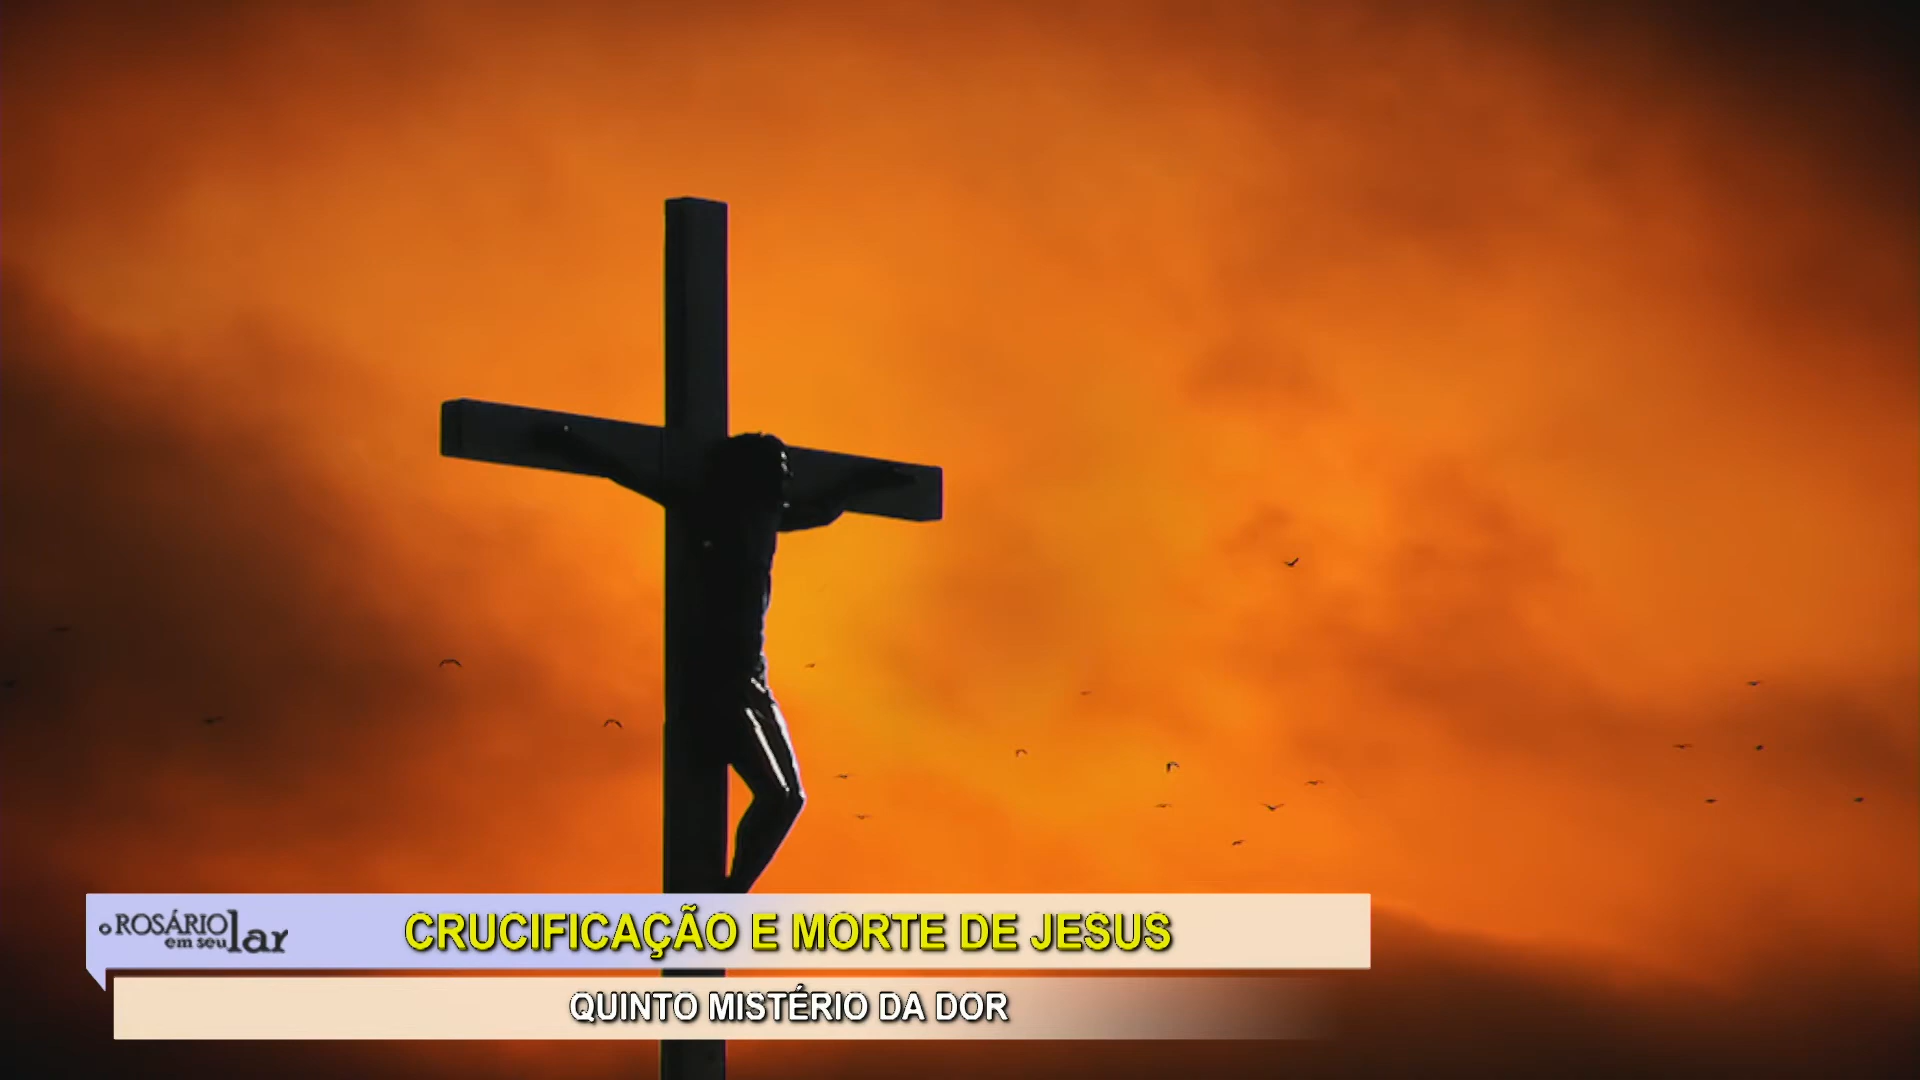 o ROSÁRIO
em seu lar
CRUCIFICAÇÃO E MORTE DE JESUS
QUINTO MISTÉRIO DA DOR